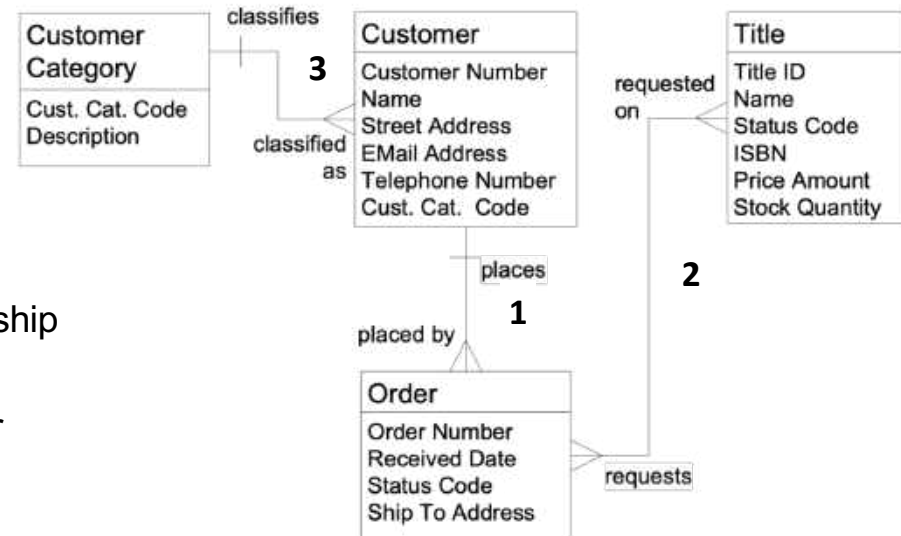 classifies
Customer
Category
Cust. Cat. Code
Description
3
classified
as
Customer
Customer Number
Name
Street Address
EMail Address
Telephone Number
Cust. Cat. Code
Title
Title ID
Name
Status Code
ISBN
Price Amount
Stock Quantity
requested
on
2
places
1
placed by
ship
Order
Order Number
Received Date
Status Code
Ship To Address
requests